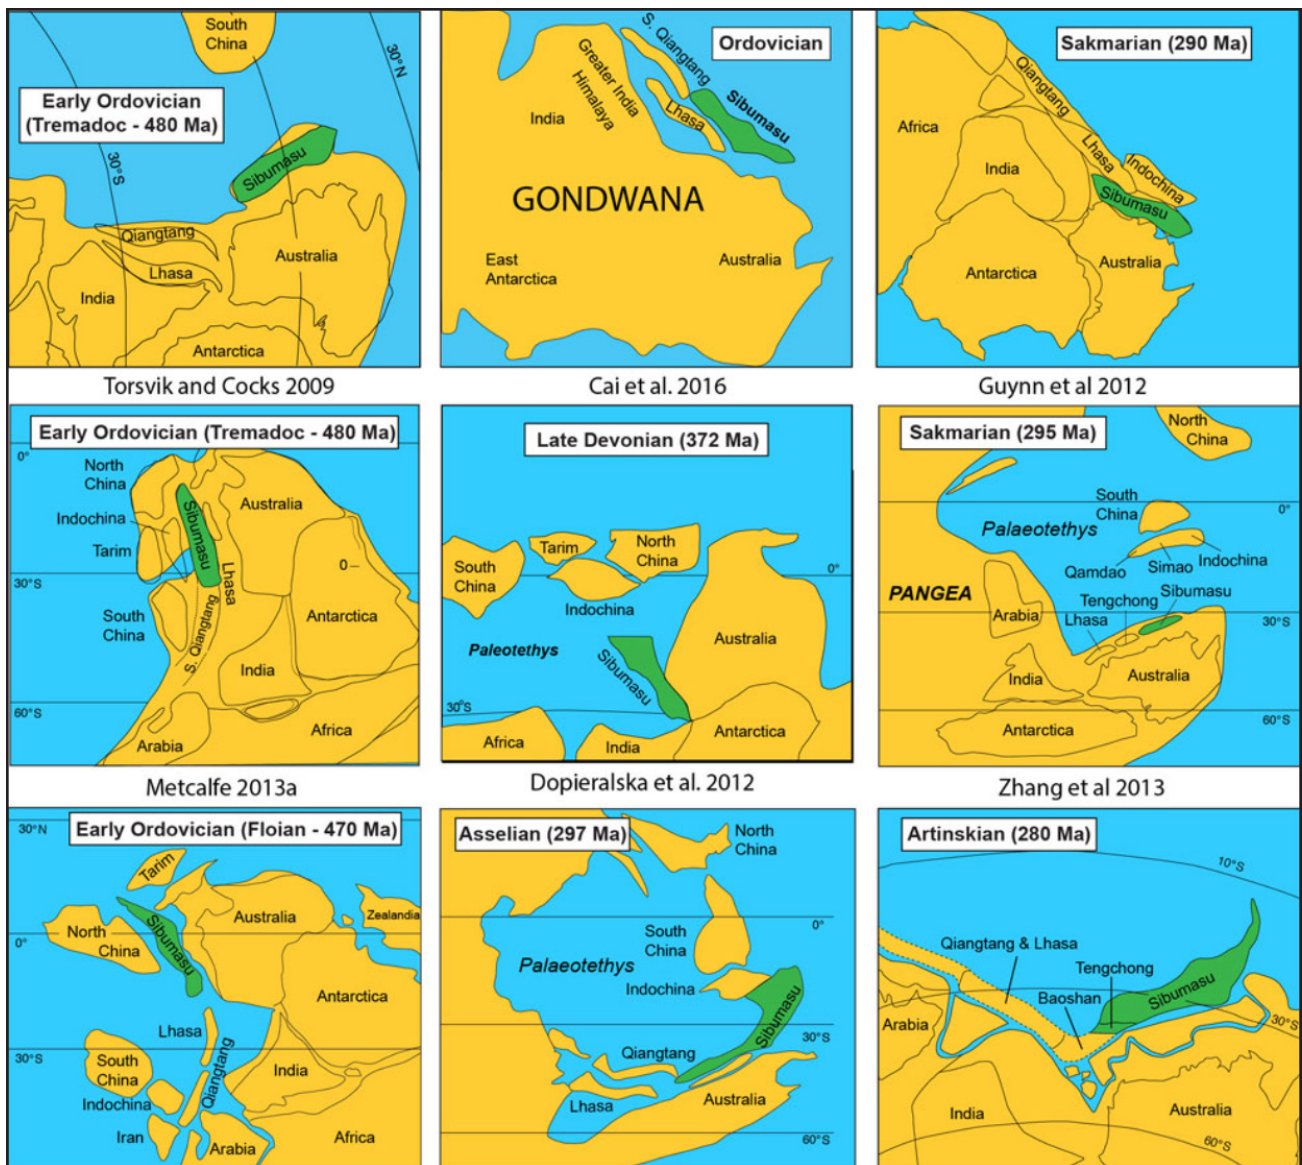 South
China
30°N
Early Ordovician
(Tremadoc - 480 Ma)
30°S
Sibumasu
Qiangtang
Lhasa
India
Australia
Antarctica
Torsvik and Cocks 2009
Ordovician
S. Qiangtang
Greater India
Himalaya
India
Lhasa
Sibumasu
GONDWANA
East
Antarctica
Australia
Cai et al. 2016
Sakmarian (290 Ma)
Qiangtang
Africa
India
Lhasa
Indochina
Sibumasu
Antarctica
Australia
Guynn et al 2012
Early Ordovician (Tremadoc - 480 Ma)
0°
North
China
Indochina
Tarim
Sibumasu
Australia
Lhasa
0
30°S
South
China
S. Qiangtang
Antarctica
India
60°S
Arabia
Africa
Metcalfe 2013a
Late Devonian (372 Ma)
South
China
Tarim
North
China
0°
Indochina
Paleotethys
Sibumasu
Australia
30°S
Africa
India
Antarctica
Dopieralska et al. 2012
Sakmarian (295 Ma)
North
China
South
China
0°
Palaeotethys
Indochina
Simao
Qamdao
Sibumasu
PANGEA
Tengchong
Arabia
Lhasa
30°S
India
Australia
60°S
Antarctica
Zhang et al 2013
30°N
Early Ordovician (Floian - 470 Ma)
Tarim
North
China
Sibumasu
Australia
Zealandia
0°
Antarctica
Lhasa
30°S
South
China
Qiangtang
India
Indochina
Iran
Arabia
Africa
Asselian (297 Ma)
North
China
0°
South
China
Palaeotethys
Indochina
Sibumasu
30°S
Qiangtang
Lhasa
Australia
60°S
Artinskian (280 Ma)
10°S
Qiangtang & Lhasa
Tengchong
Baoshan
Sibumasu
Arabia
30°S
India
Australia
60°S